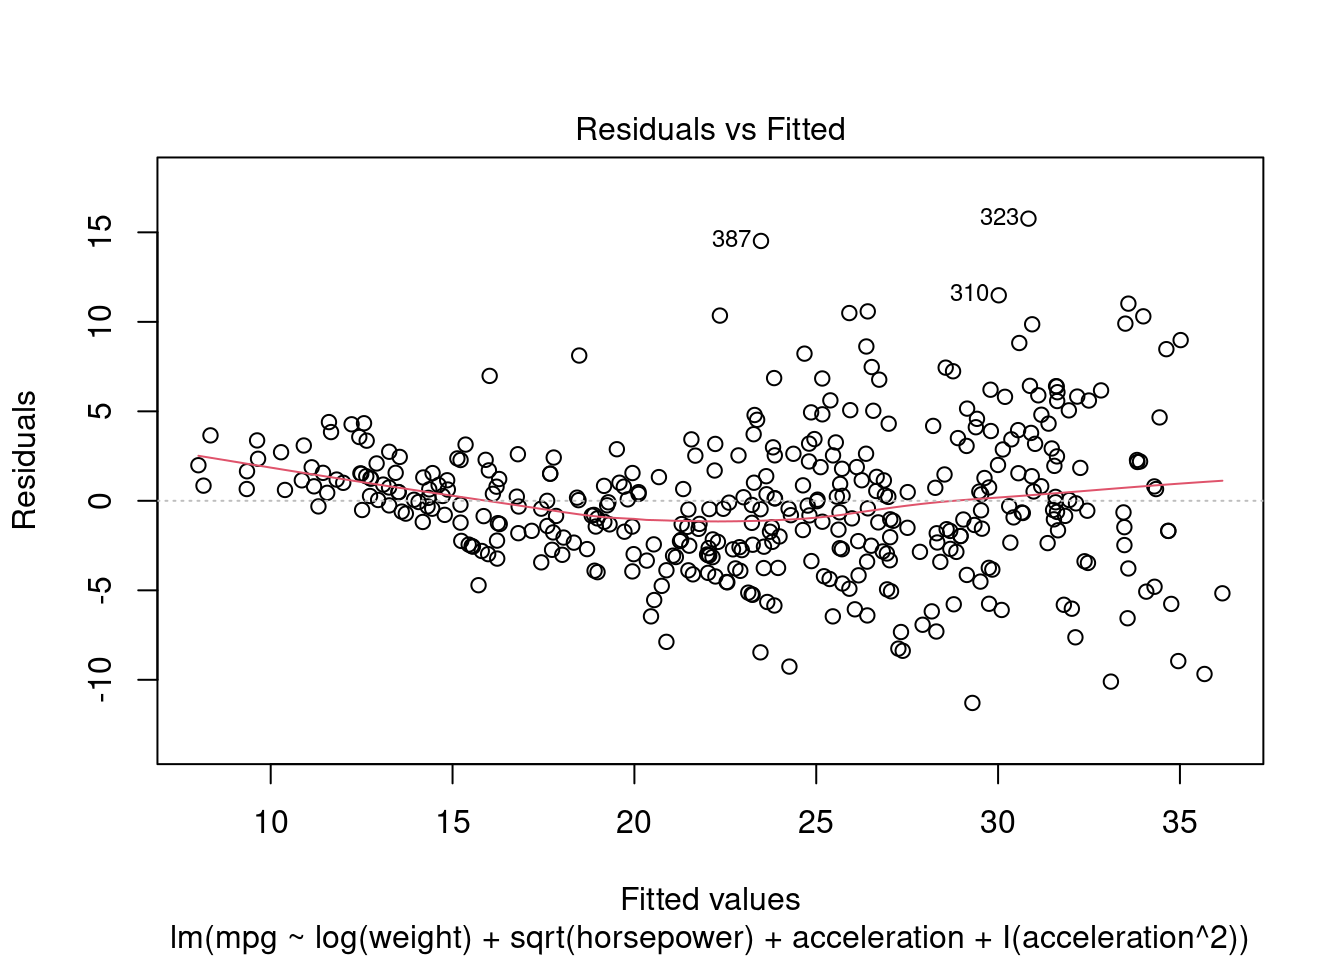 Residuals vs Fitted
Residuals
15
10
5
0
-5
-10
323
387
310
10 15 20 25 30 35
Fitted values
lm(mpg ~ log(weight) + sqrt(horsepower) + acceleration + I(acceleration^2))